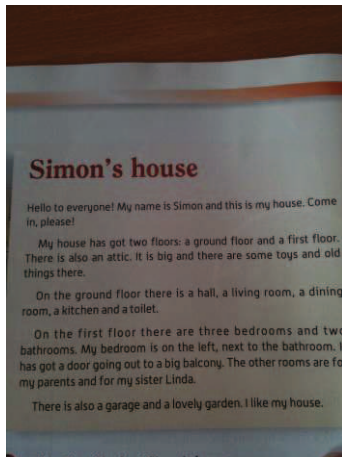 Simon's house
Hello to everyone! My name is Simon and this is my house. Come
in, please!
My house has got two floors: a ground floor and a first floor.
There is also an attic. It is big and there are some toys and old
things there.
On the ground floor there is a hall, a living room, a dining
room, a kitchen and a toilet.
On the first floor there are three bedrooms and two
bathrooms. My bedroom is on the left, next to the bathroom.
has got a door going out to a big balcony. The other rooms are
my parents and for my sister Linda.
There is also a garage and a lovely garden. I like my house.